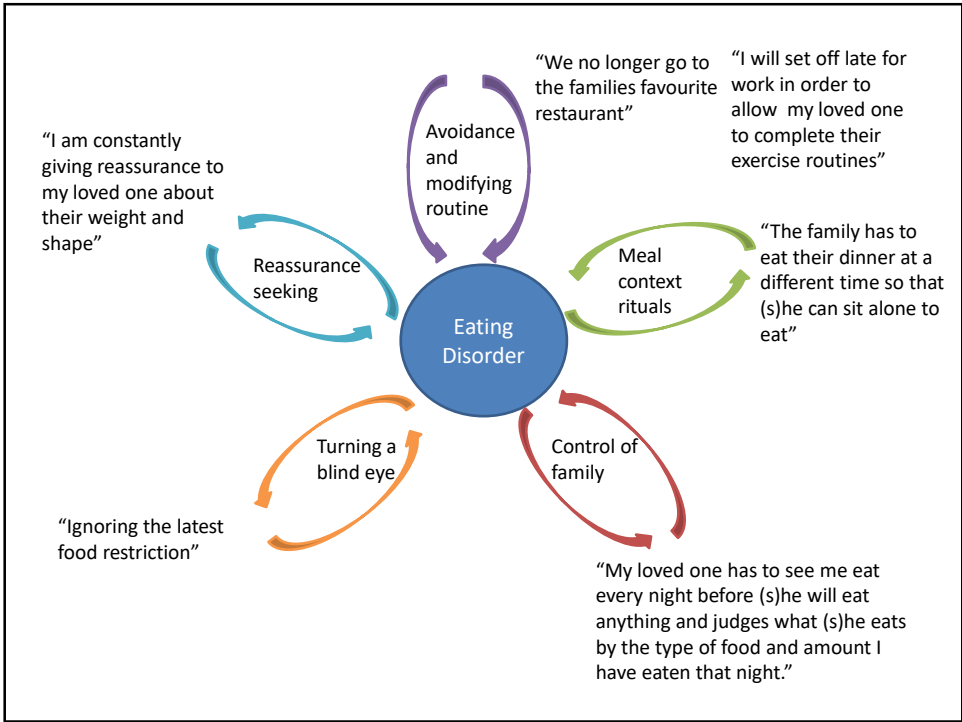 “We no longer go to
the families favourite
restaurant”
“I will set off late for
work in order to
allow my loved one
to complete their
exercise routines”
Avoidance
and
modifying
routine
“I am constantly
giving reassurance to
my loved one about
their weight and
shape”
Reassurance
seeking
Meal
context
rituals
“The family has to
eat their dinner at a
different time so that
(s)he can sit alone to
eat”
Eating
Disorder
Turning a
blind eye
Control of
family
“Ignoring the latest
food restriction”
“My loved one has to see me eat
every night before (s)he will eat
anything and judges what (s)he eats
by the type of food and amount I
have eaten that night.”